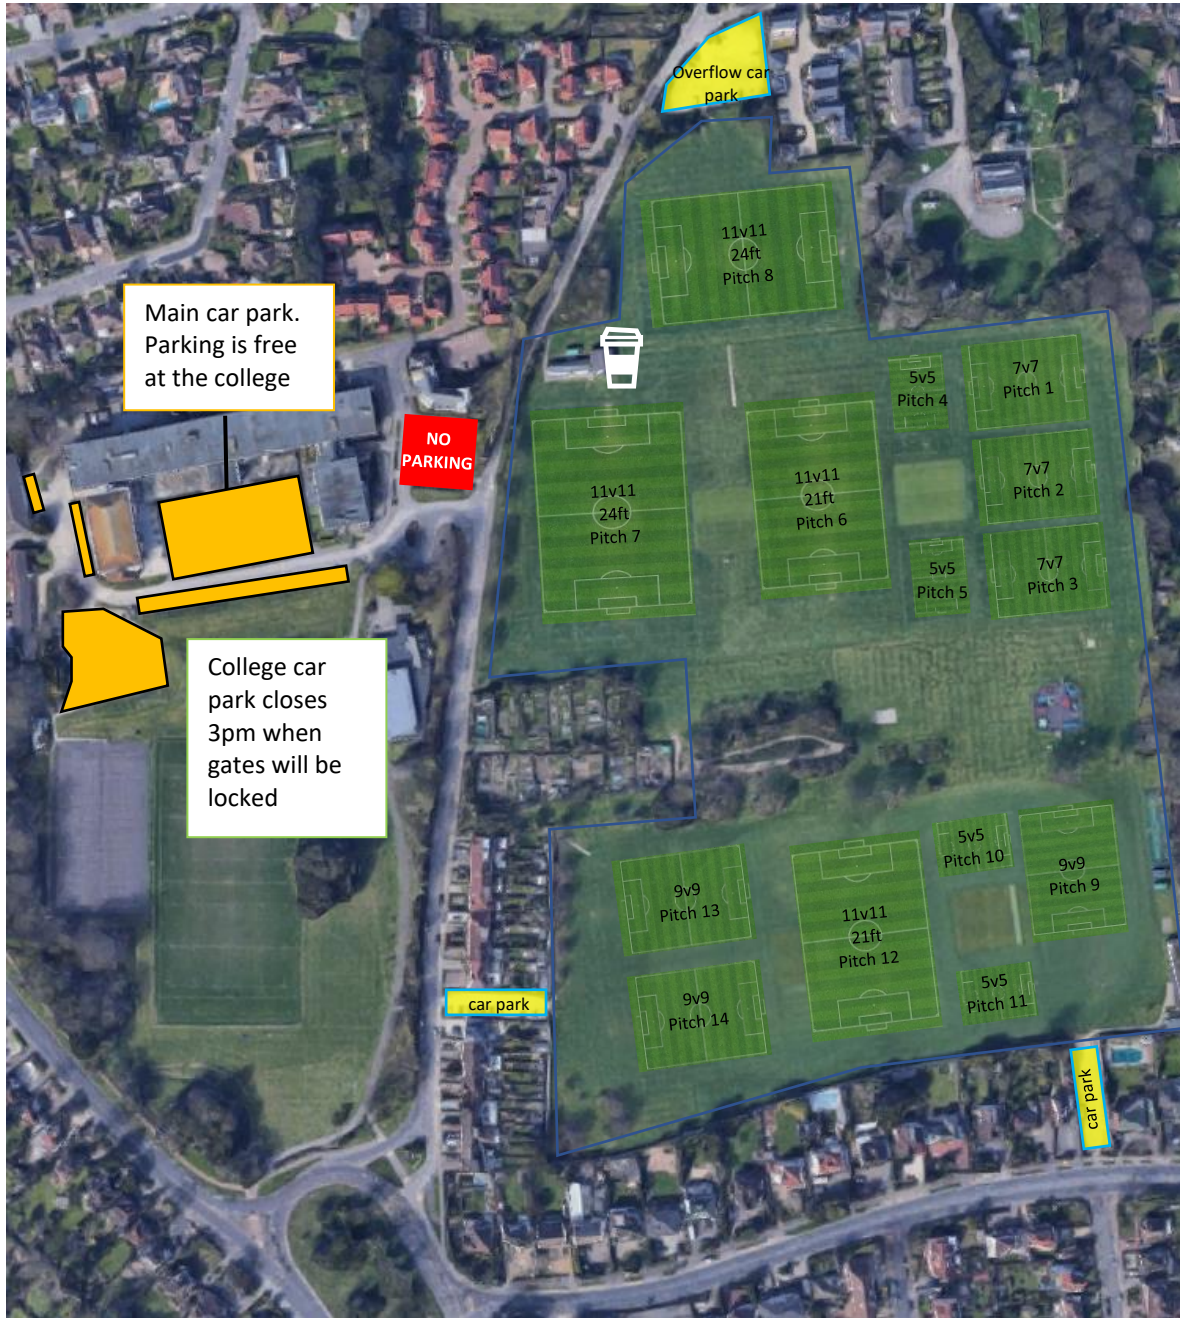 Overflow car
park
11v11
24ft
Pitch 8
Main car park.
Parking is free
at the college
NO
PARKING
5v5
Pitch 4
7v7
Pitch 1
11v11
24ft
Pitch 7
11v11
21ft
Pitch 6
7v7
Pitch 2
5v5
Pitch 5
7v7
Pitch 3
College car
park closes
3pm when
gates will be
locked
9v9
Pitch 13
11v11
21ft
Pitch 12
5v5
Pitch 10
9v9
Pitch 9
9v9
Pitch 14
5v5
Pitch 11
car park
car park